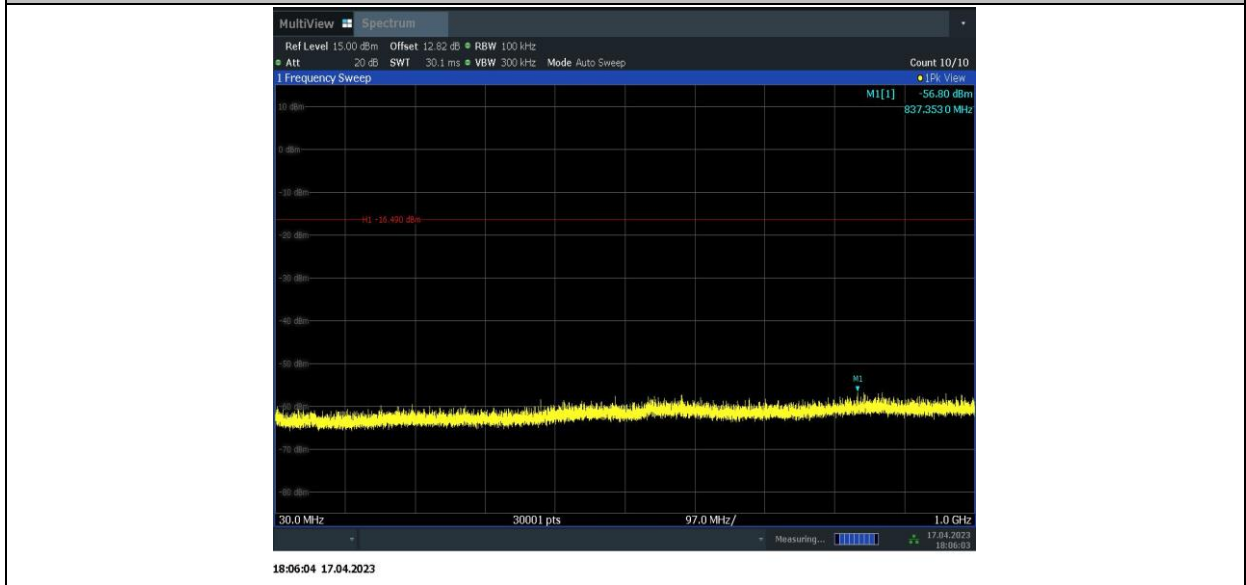 MultiView Spectrum
Ref Level 15.00 dBm Offset 12.82 dB RBW 100 kHz
Att 20 dB SWT 30.1 ms VBW 300 kHz Mode Auto Sweep Count 10/10
1 Frequency Sweep 1Pk View
M1[1] -56.80 dBm
10 dBm
837.3530 MHz
0 dBm
-10 dBm
H1 -16.490 dBm
-20 dBm
-30 dBm
-40 dBm
-50 dBm
M1
-60 dBm
-70 dBm
-80 dBm
30.0 MHz 30001 pts 97.0 MHz/ 1.0 GHz
Measuring... 17.04.2023
18:06:03
18:06:04 17.04.2023